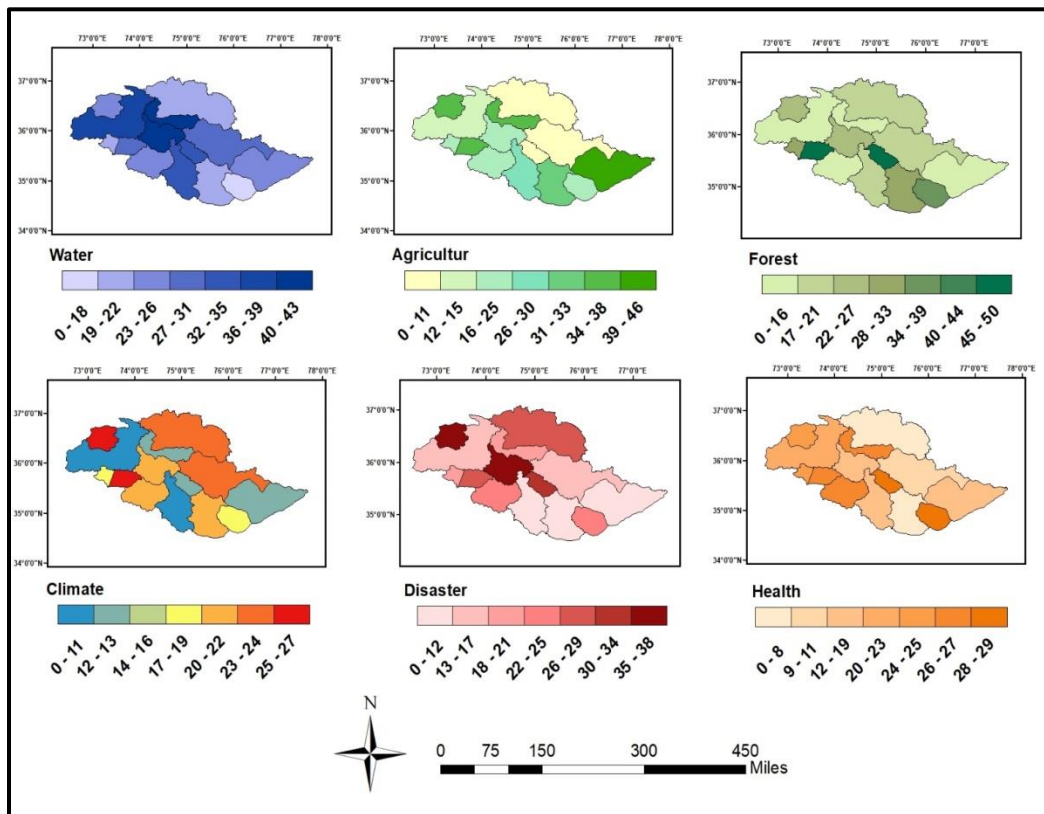 73°0'0"E 74°0'0"E 75°0'0"E 76°0'0"E 77°0'0"E 78°0'0"E
37°0'0"N
36°0'0"N
35°0'0"N
34°0'0"N
Water
0 - 18
19 - 22
23 - 26
27 - 31
32 - 35
36 - 39
40 - 43
73°0'0"E 74°0'0"E 75°0'0"E 76°0'0"E 77°0'0"E
37°0'0"N
36°0'0"N
35°0'0"N
34°0'0"N
Agricultur
0 - 11
12 - 15
16 - 25
26 - 30
31 - 33
34 - 38
39 - 46
73°0'0"E 74°0'0"E 75°0'0"E 76°0'0"E 77°0'0"E
37°0'0"N
36°0'0"N
35°0'0"N
Forest
0 - 16
17 - 21
22 - 27
28 - 33
34 - 39
40 - 44
45 - 50
73°0'0"E 74°0'0"E 75°0'0"E 76°0'0"E 77°0'0"E 78°0'0"E
37°0'0"N
36°0'0"N
35°0'0"N
34°0'0"N
Climate
0 - 11
12 - 13
14 - 16
17 - 19
20 - 22
23 - 24
25 - 27
73°0'0"E 74°0'0"E 75°0'0"E 76°0'0"E 77°0'0"E
37°0'0"N
36°0'0"N
35°0'0"N
Disaster
0 - 12
13 - 17
18 - 21
22 - 25
26 - 29
30 - 34
35 - 38
73°0'0"E 74°0'0"E 75°0'0"E 76°0'0"E 77°0'0"E 78°0'0"E
37°0'0"N
36°0'0"N
35°0'0"N
34°0'0"N
Health
0 - 8
9 - 11
12 - 19
20 - 23
24 - 25
26 - 27
28 - 29
N
0 75 150 300 450
Miles